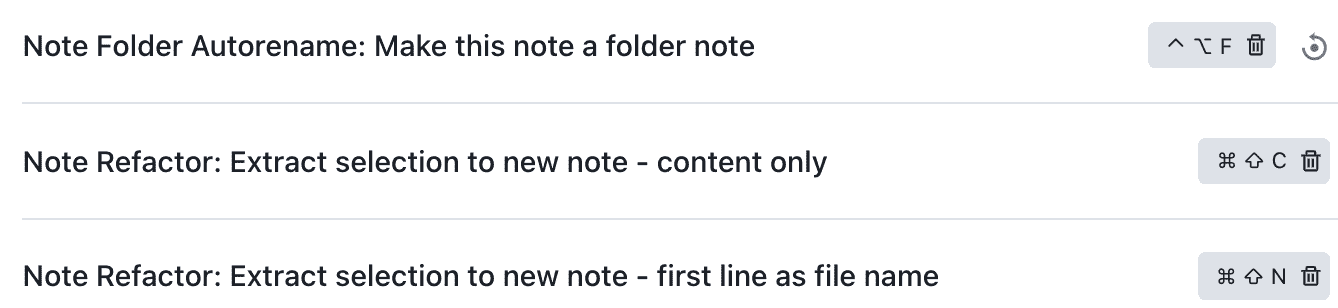 Note Folder Autorename: Make this note a folder note ⌃ ⌥ F
Note Refactor: Extract selection to new note - content only ⌘ ⇧ C
Note Refactor: Extract selection to new note - first line as file name ⌘ ⇧ N